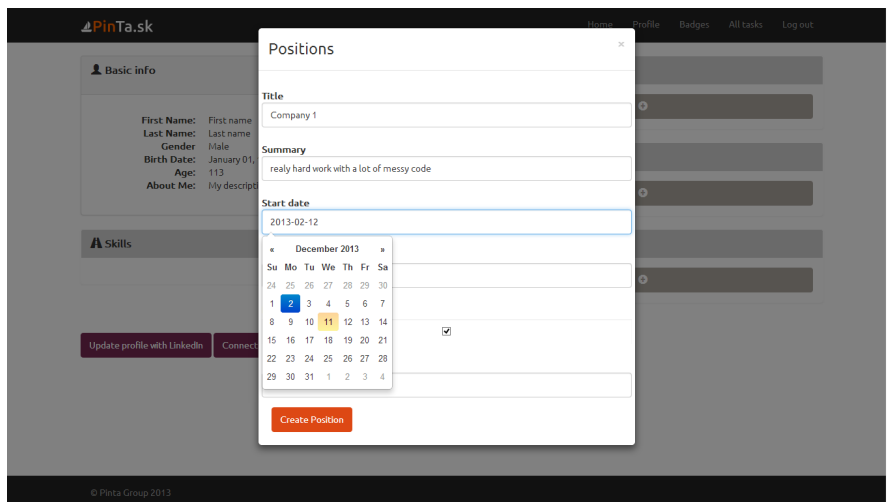 PinTa.sk
Home Profile Badges All tasks Log out
Positions ×
Basic info
Title
Company 1
First Name: First name
Last Name: Last name
Gender Male
Birth Date: January 01,
Age: 113
About Me: My descripti
Summary
realy hard work with a lot of messy code
Start date
2013-02-12
Skills
« December 2013 »
Su Mo Tu We Th Fr Sa
24 25 26 27 28 29 30
1 2 3 4 5 6 7
8 9 10 11 12 13 14
15 16 17 18 19 20 21
22 23 24 25 26 27 28
29 30 31 1 2 3 4
Update profile with LinkedIn Connect
Create Position
© Pinta Group 2013